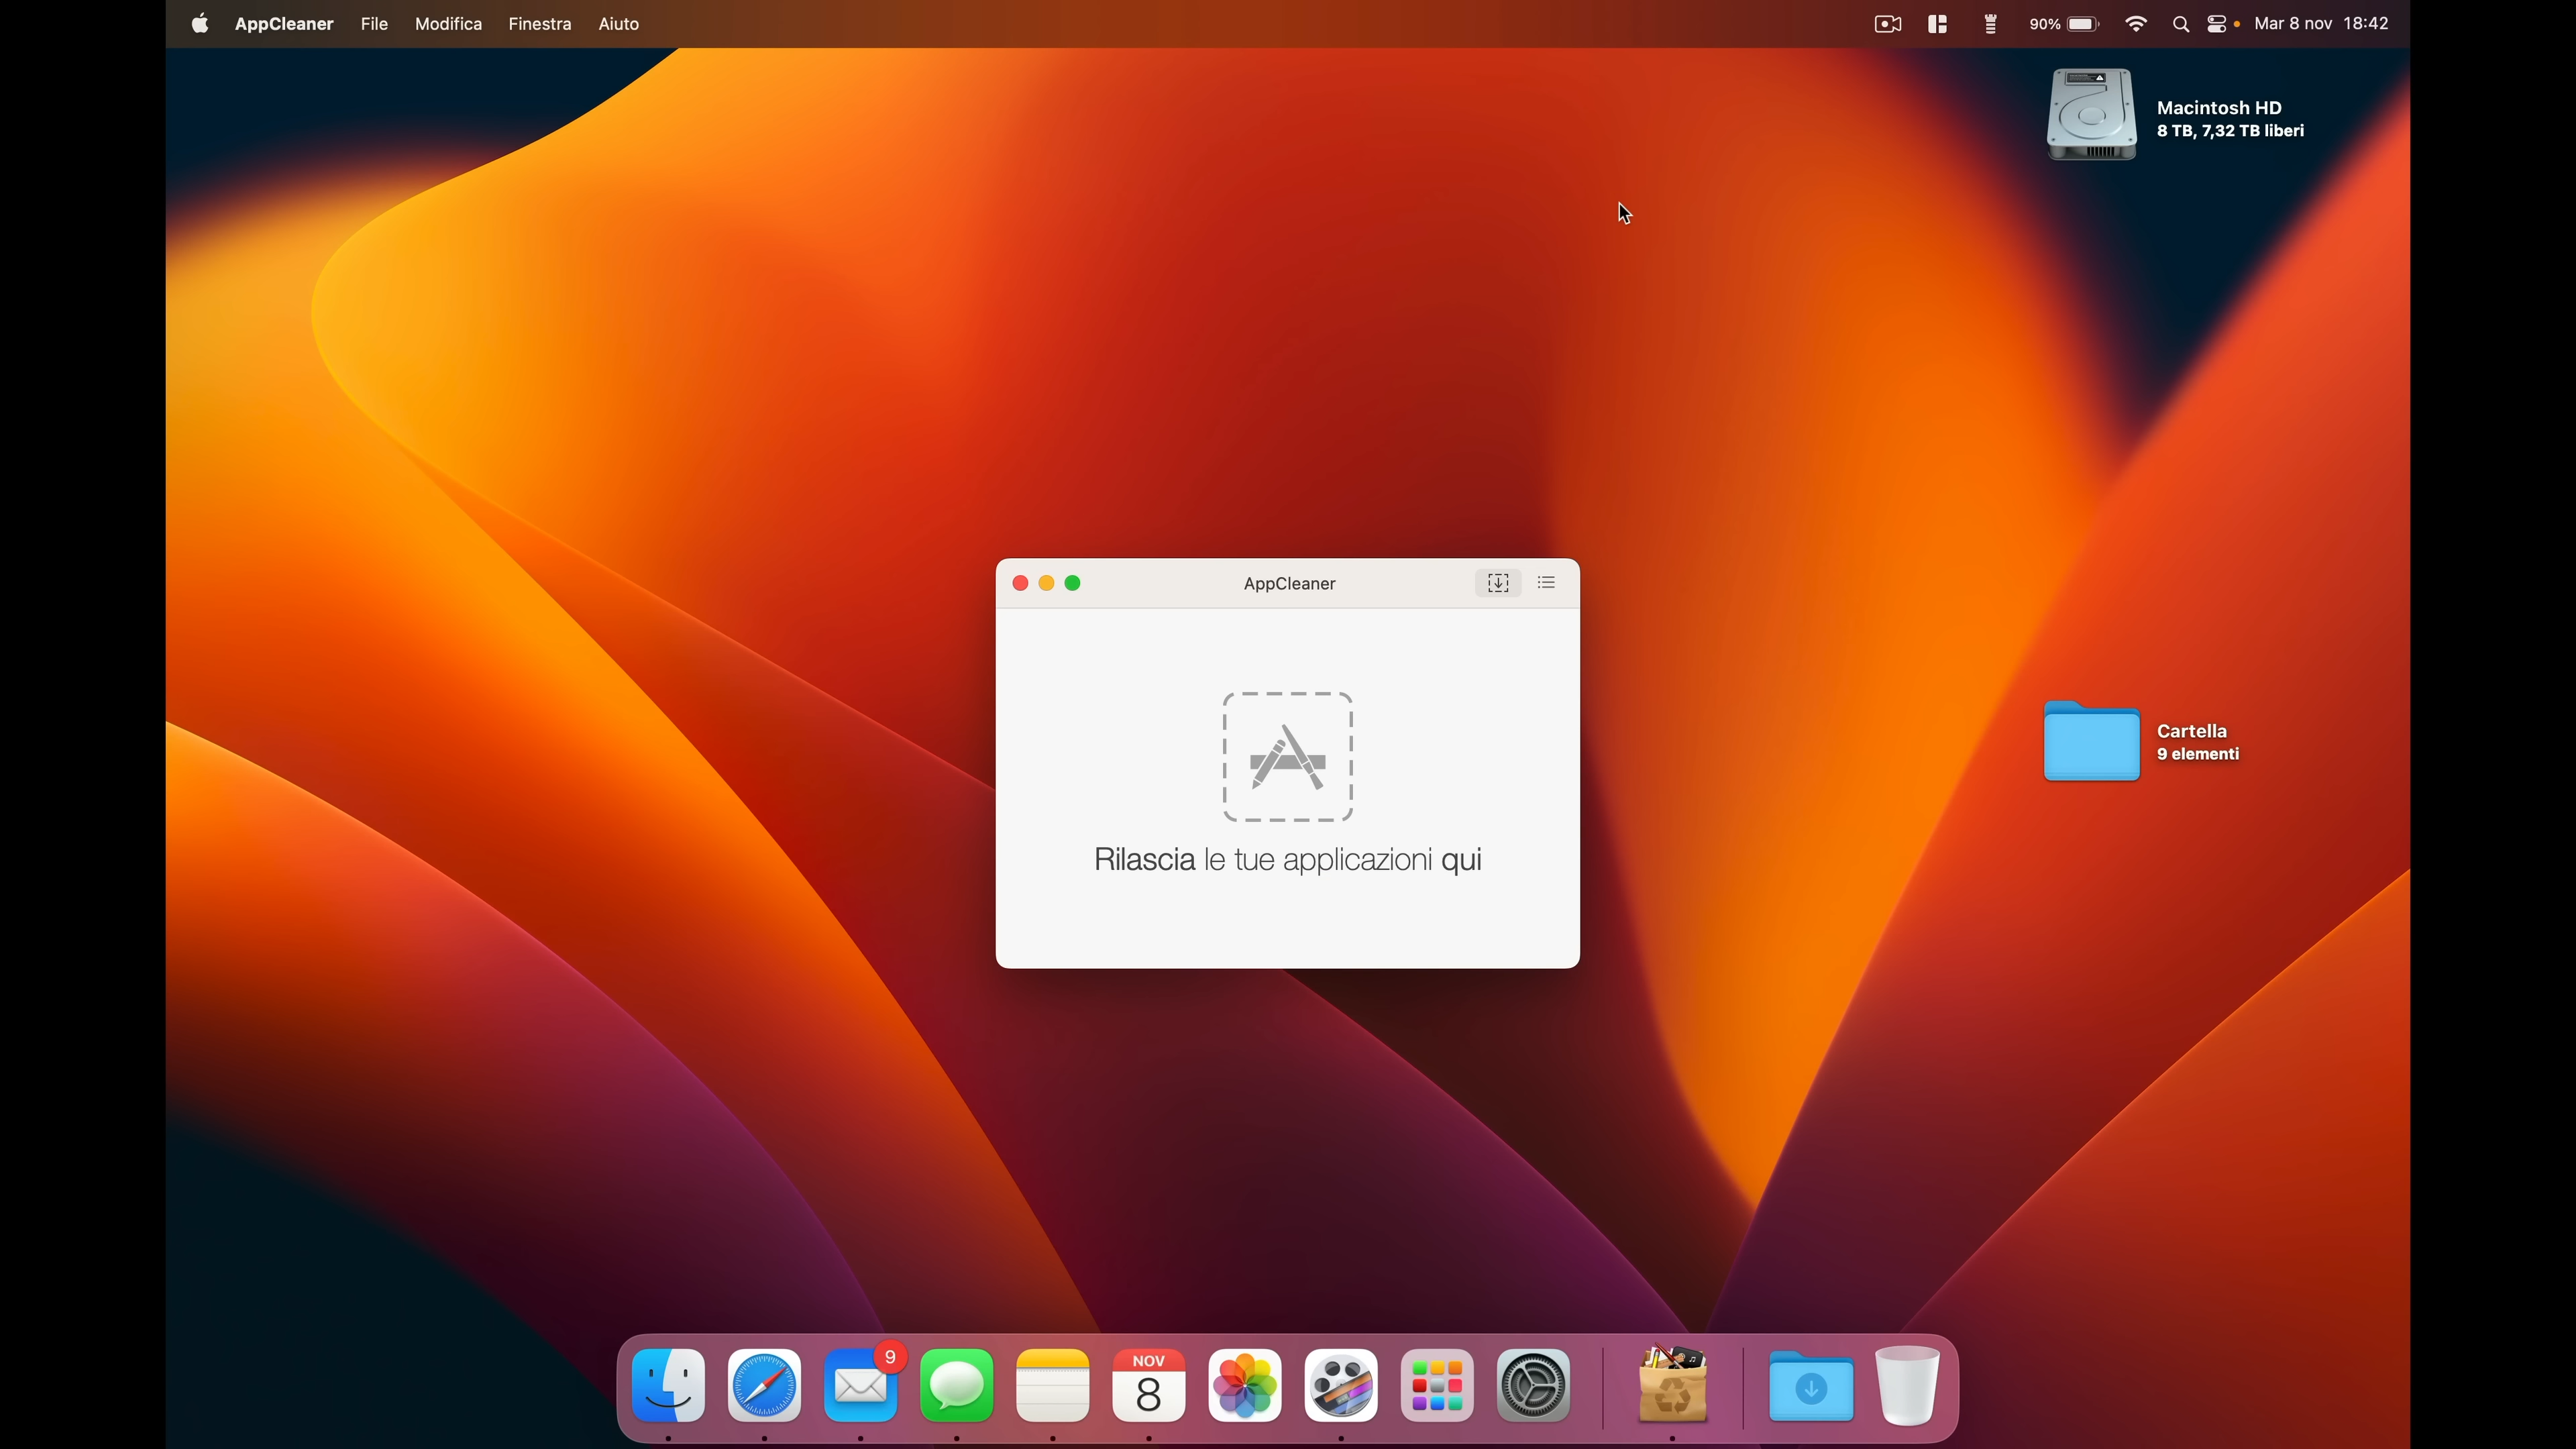 AppCleaner File Modifica Finestra Aiuto 90% Mar 8 nov 18:42
Macintosh HD
8 TB, 7,32 TB liberi
AppCleaner
Rilascia le tue applicazioni qui
Cartella
9 elementi
9
NOV
8